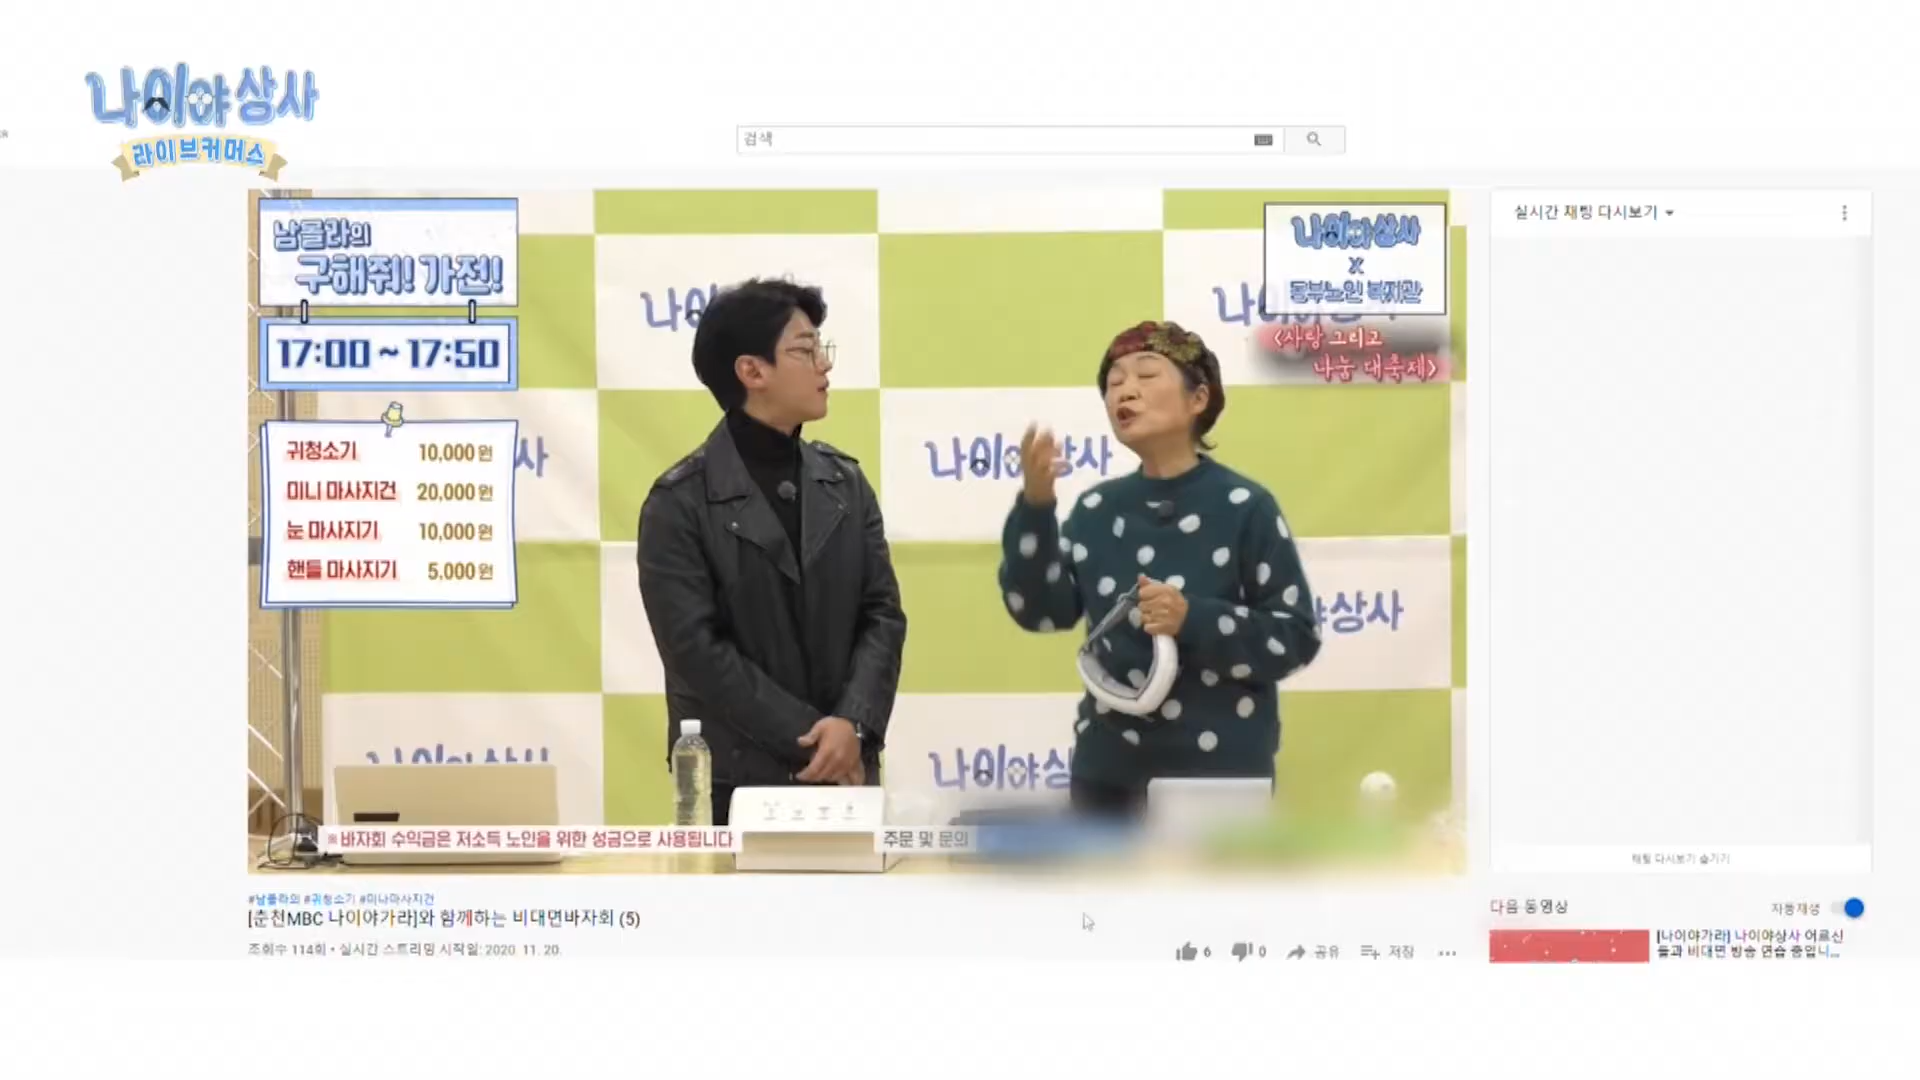 나이야 상사
라이브커머스
검색
남콜라의
구해줘! 가전!
17:00 ~ 17:50
귀청소기 10,000원
미니 마사지건 20,000원
눈 마사지기 10,000원
핸들 마사지기 5,000원
나이야 상사
X
동부노인 복지관
<사랑 그리고
나눔 대축제>
나이야상사
상사
나이야상
※바자회 수익금은 저소득 노인을 위한 성금으로 사용됩니다
주문 및 문의
실시간 채팅 다시보기
채팅 다시보기 숨기기
#남콜라의 #귀청소기 #미니마사지건
[춘천MBC 나이야가라]와 함께하는 비대면바자회 (5)
조회수 114회 • 실시간 스트리밍 시작일: 2020. 11. 20.
6 0 공유 저장
다음 동영상
자동재생
[나이야가라] 나이야상사 어르신
들과 비대면 방송 연습 중입니...